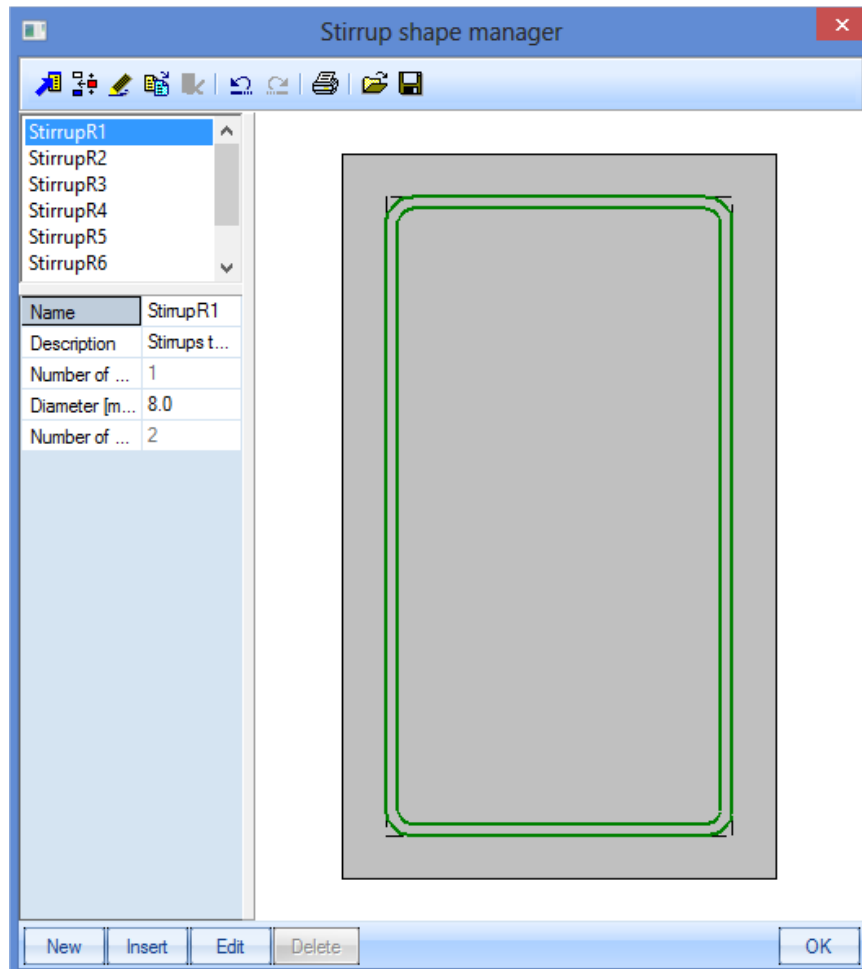 Stirrup shape manager
StirrupR1
StirrupR2
StirrupR3
StirrupR4
StirrupR5
StirrupR6
Name StirrupR1
Description Stirrups t...
Number of ... 1
Diameter [m... 8.0
Number of ... 2
New Insert Edit Delete OK